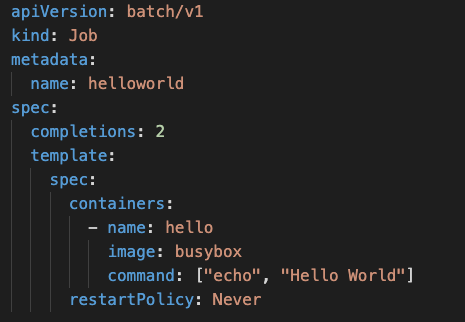 apiVersion: batch/v1
kind: Job
metadata:
  name: helloworld
spec:
  completions: 2
  template:
    spec:
      containers:
        - name: hello
          image: busybox
          command: ["echo", "Hello World"]
      restartPolicy: Never